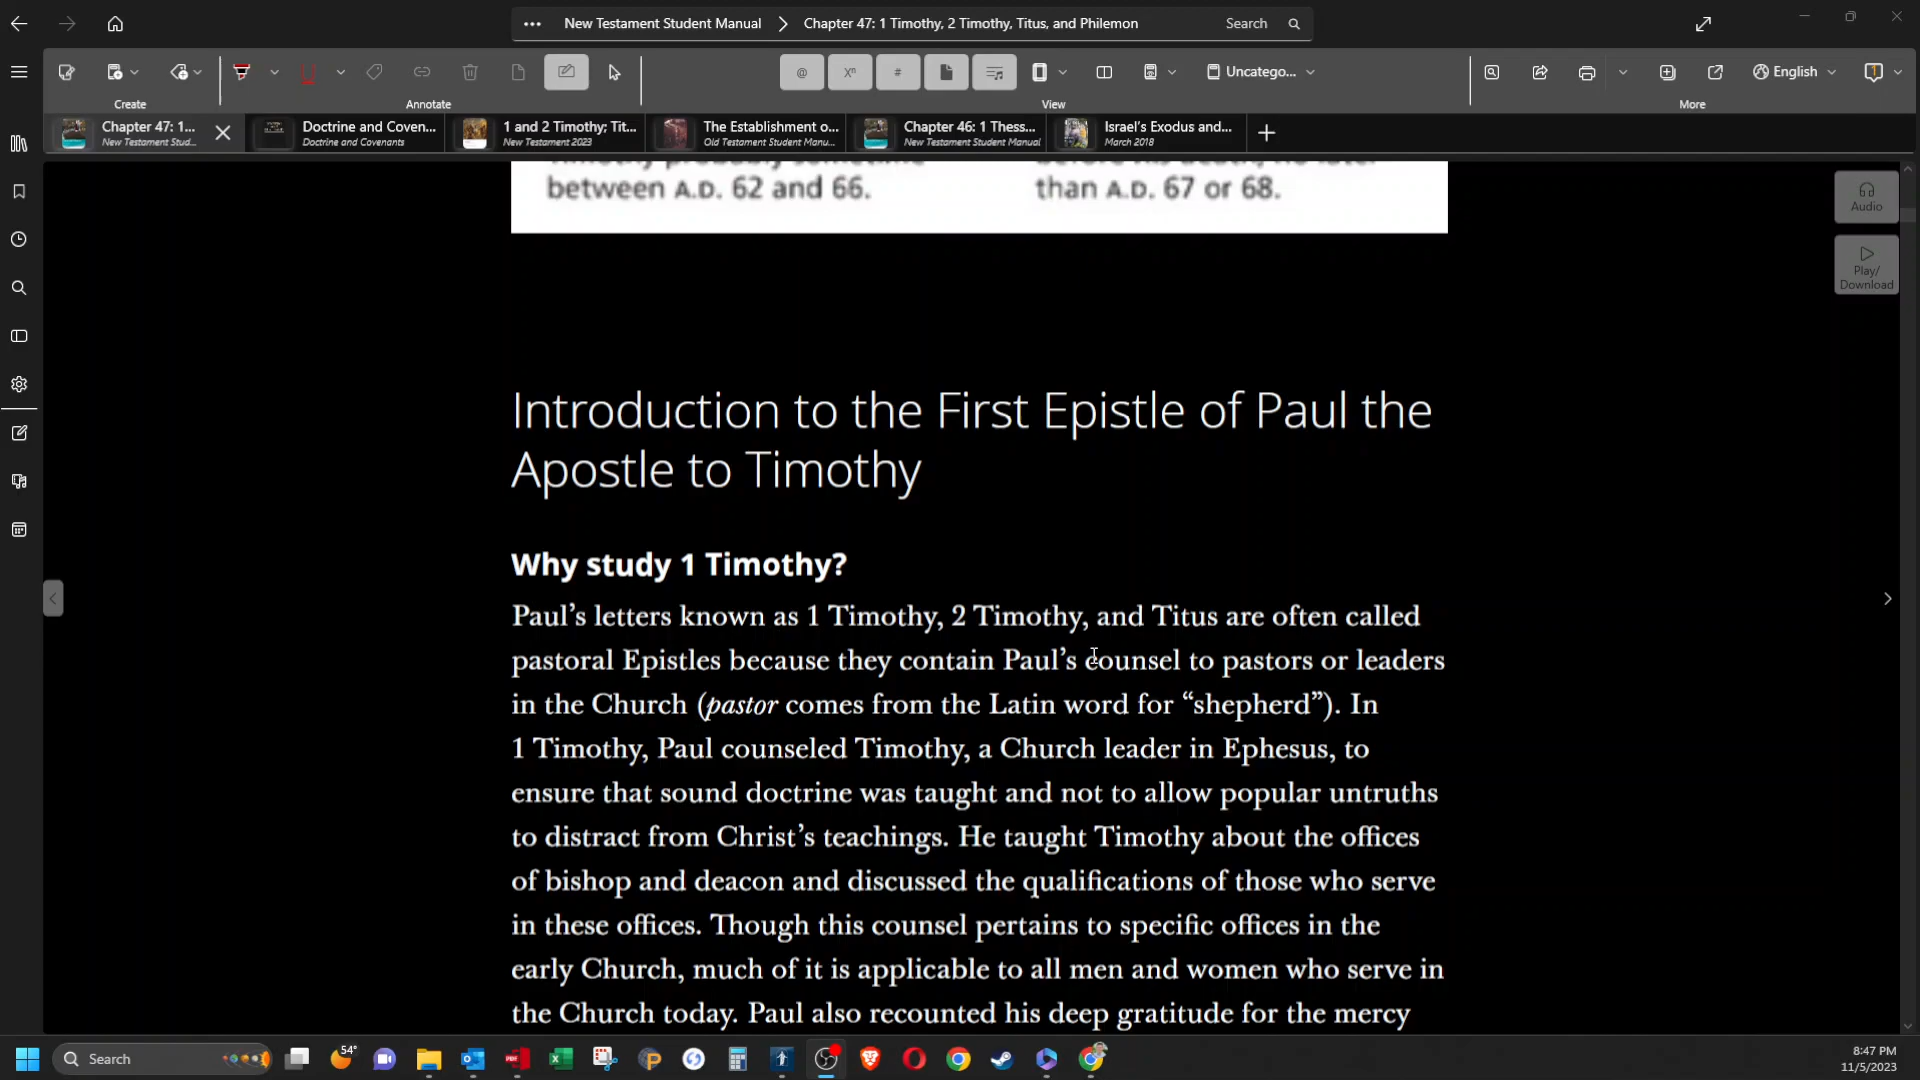 New Testament Student Manual
Chapter 47: 1 Timothy, 2 Timothy, Titus, and Philemon
Search
Create
Annotate
Uncatego...
View
English
1
More
Chapter 47: 1...
New Testament Stud...
Doctrine and Coven...
Doctrine and Covenants
1 and 2 Timothy; Tit...
New Testament 2023
The Establishment o...
Old Testament Student Manu...
Chapter 46: 1 Thess...
New Testament Student Manual
Israel’s Exodus and...
March 2018
between A.D. 62 and 66.
than A.D. 67 or 68.
Audio
Play/
Download
Introduction to the First Epistle of Paul the
Apostle to Timothy
Why study 1 Timothy?
Paul’s letters known as 1 Timothy, 2 Timothy, and Titus are often called
pastoral Epistles because they contain Paul’s counsel to pastors or leaders
in the Church (pastor comes from the Latin word for “shepherd”). In
1 Timothy, Paul counseled Timothy, a Church leader in Ephesus, to
ensure that sound doctrine was taught and not to allow popular untruths
to distract from Christ’s teachings. He taught Timothy about the offices
of bishop and deacon and discussed the qualifications of those who serve
in these offices. Though this counsel pertains to specific offices in the
early Church, much of it is applicable to all men and women who serve in
the Church today. Paul also recounted his deep gratitude for the mercy
Search
54°
8:47 PM
11/5/2023